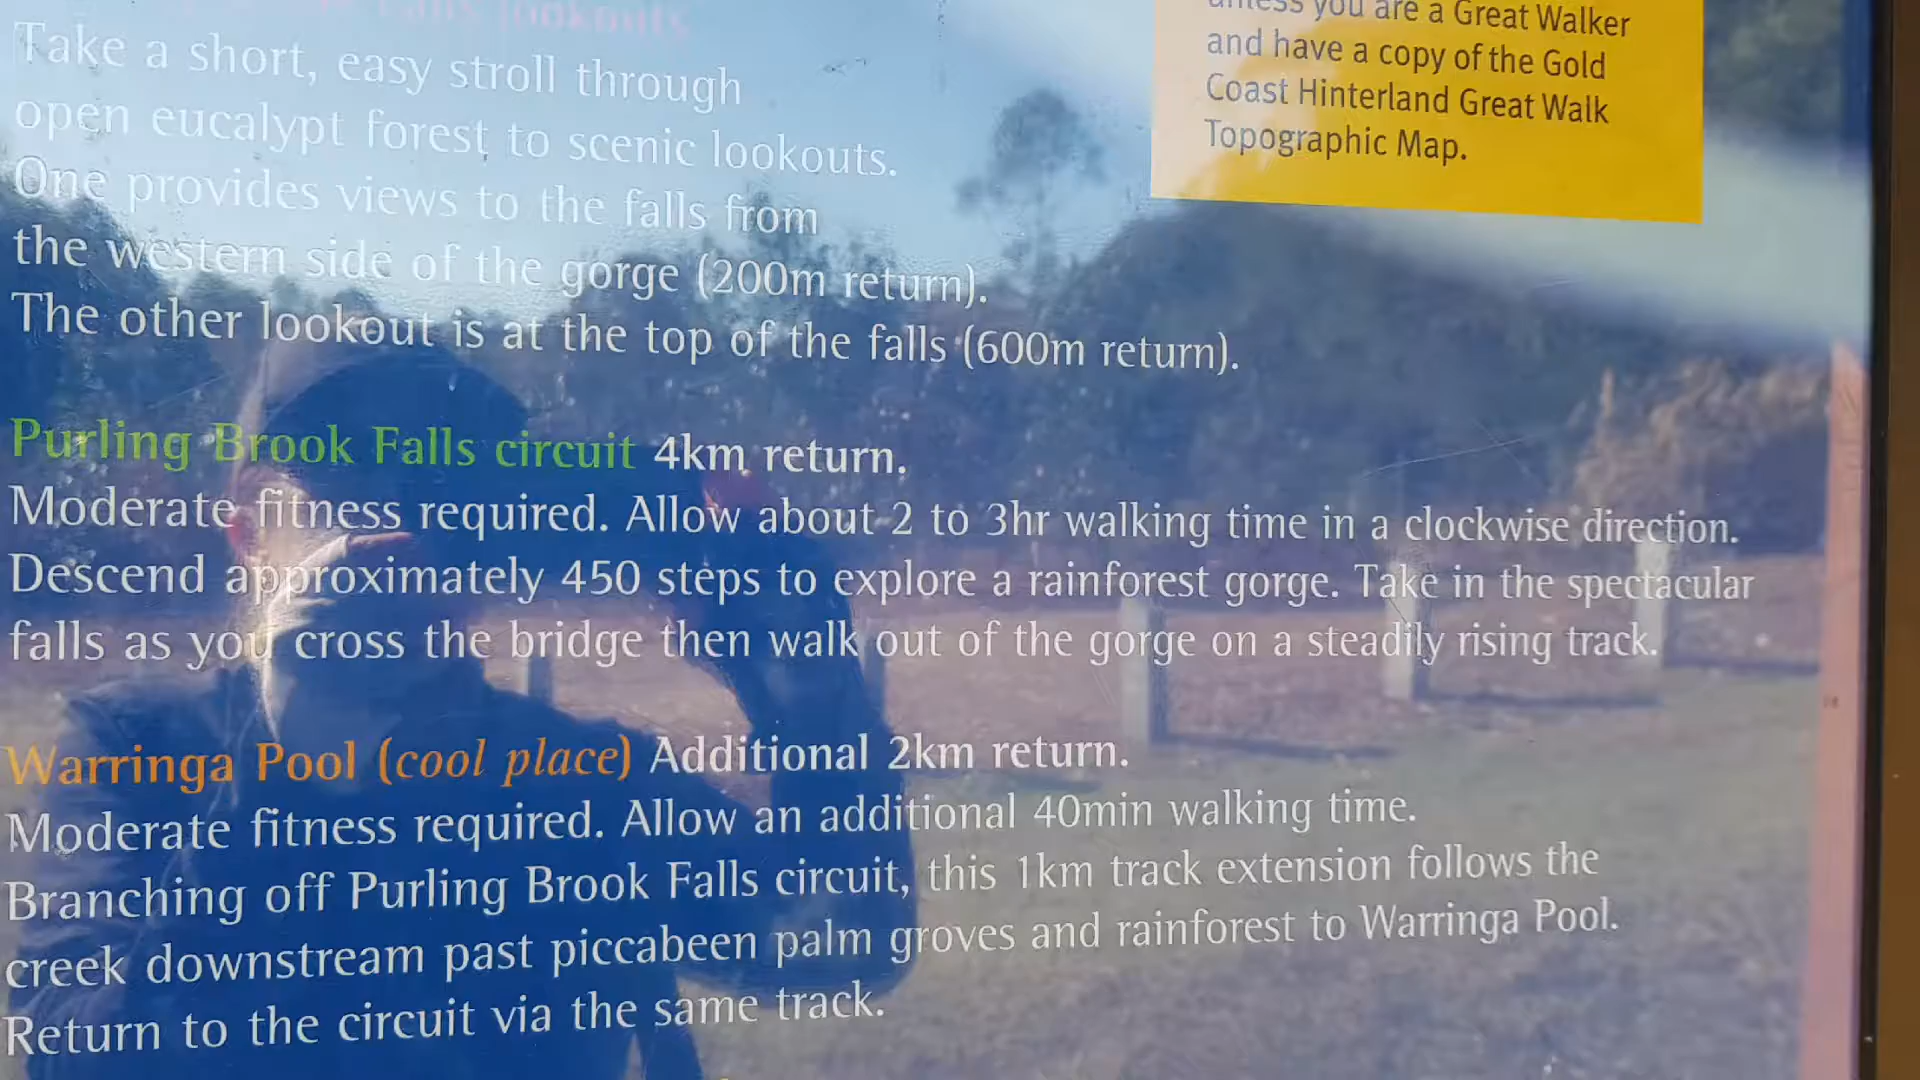 Falls lookouts
Take a short, easy stroll through
open eucalypt forest to scenic lookouts.
One provides views to the falls from
the western side of the gorge (200m return).
The other lookout is at the top of the falls (600m return).
unless you are a Great Walker
and have a copy of the Gold
Coast Hinterland Great Walk
Topographic Map.
Purling Brook Falls circuit 4km return.
Moderate fitness required. Allow about 2 to 3hr walking time in a clockwise direction.
Descend approximately 450 steps to explore a rainforest gorge. Take in the spectacular
falls as you cross the bridge then walk out of the gorge on a steadily rising track.
Warringa Pool (cool place) Additional 2km return.
Moderate fitness required. Allow an additional 40min walking time.
Branching off Purling Brook Falls circuit, this 1km track extension follows the
creek downstream past piccabeen palm groves and rainforest to Warringa Pool.
Return to the circuit via the same track.